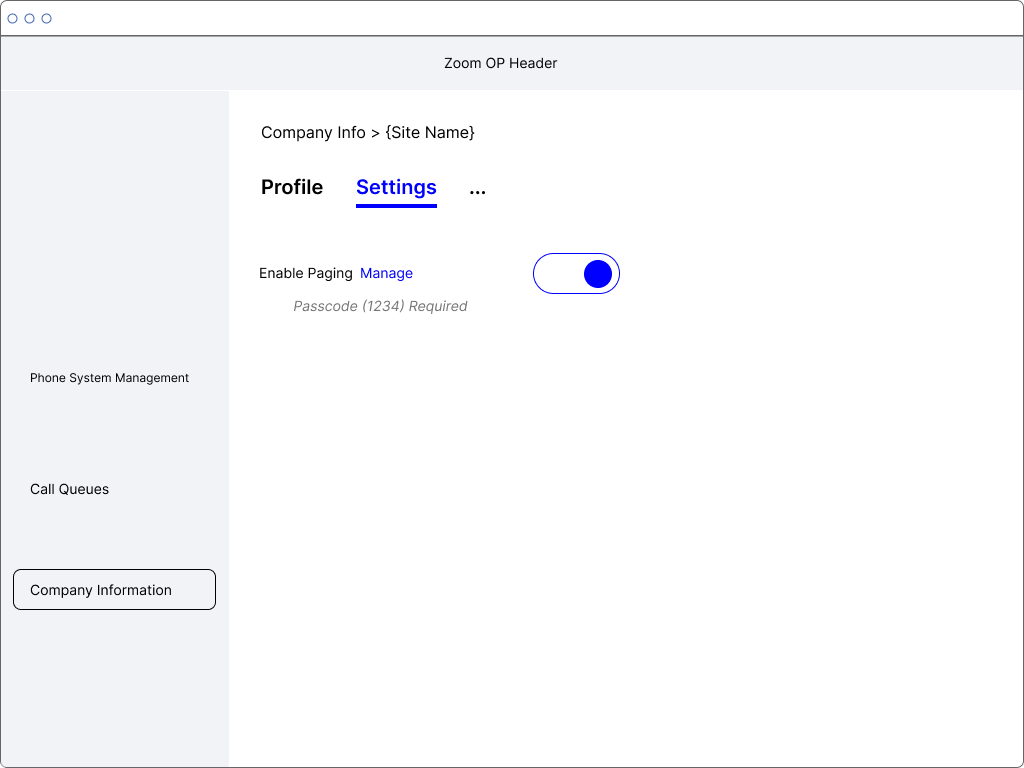 Zoom OP Header
Company Info > {Site Name}
Profile Settings ...
Enable Paging Manage
Passcode (1234) Required
Phone System Management
Call Queues
Company Information